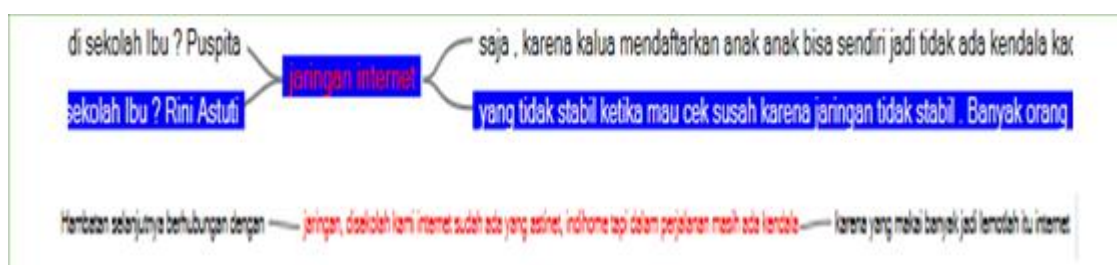 di sekolah Ibu ? Puspita
saja , karena kalua mendaftarkan anak anak bisa sendiri jadi tidak ada kendala kac
jaringan internet
sekolah Ibu ? Rini Astuti
yang tidak stabil ketika mau cek susah karena jaringan tidak stabil . Banyak orang
Hambatan selanjutnya berhubungan dengan jaringan, disekolah kami internet sudah ada yang astinet, indihome tapi dalam perjalanan masih ada kendala karena yang makai banyak jadi lemotlah itu internet